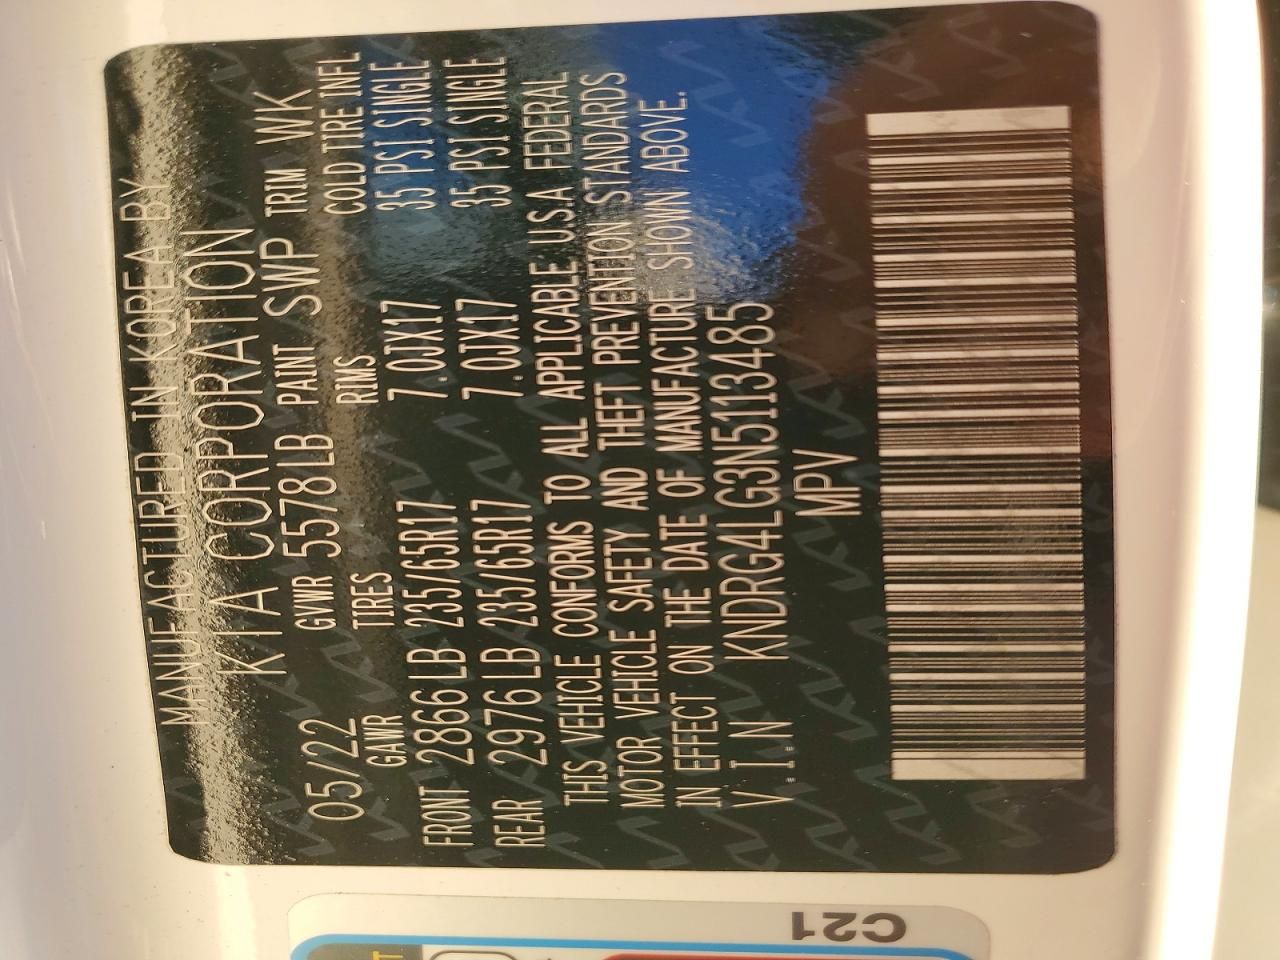 MANUFACTURED IN KOREA BY
KIA CORPORATION
05/22 GVWR 5578LB PAINT SWP TRIM WK
GAWR TIRES RIMS COLD TIRE INFL
FRONT 2866LB 235/65R17 7.0JX17 35 PSI SINGLE
REAR 2976LB 235/65R17 7.0JX17 35 PSI SINGLE
THIS VEHICLE CONFORMS TO ALL APPLICABLE U.S.A FEDERAL
MOTOR VEHICLE SAFETY AND THEFT PREVENTION STANDARDS
IN EFFECT ON THE DATE OF MANUFACTURE SHOWN ABOVE.
V.I.N KNDRG4LG3N5113485
MPV
C21